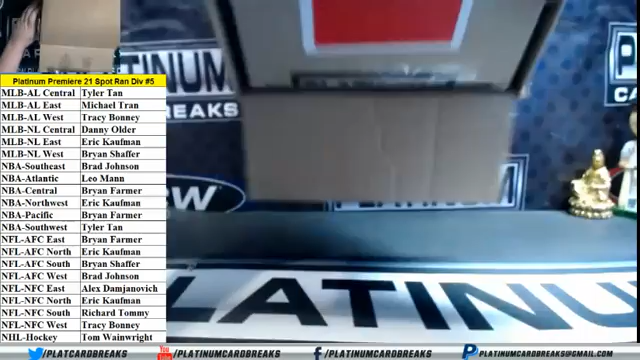 Platinum Premiere 21 Spot Ran Div #5
MLB-AL Central Tyler Tan
MLB-AL East Michael Tran
MLB-AL West Tracy Bonney
MLB-NL Central Danny Older
MLB-NL East Eric Kaufman
MLB-NL West Bryan Shaffer
NBA-Southeast Brad Johnson
NBA-Atlantic Leo Mann
NBA-Central Bryan Farmer
NBA-Northwest Eric Kaufman
NBA-Pacific Bryan Farmer
NBA-Southwest Tyler Tan
NFL-AFC East Bryan Farmer
NFL-AFC North Eric Kaufman
NFL-AFC South Bryan Shaffer
NFL-AFC West Brad Johnson
NFL-NFC East Alex Damjanovich
NFL-NFC North Eric Kaufman
NFL-NFC South Richard Tommy
NFL-NFC West Tracy Bonney
NHL-Hockey Tom Wainwright
TINUM
BREAKS
PLATINU
/PLATCARDBREAKS
You Tube /PLATINUMCARDBREAKS
/PLATINUMCARDBREAKS
PLATINUMCARDBREAKS@GMAIL.COM